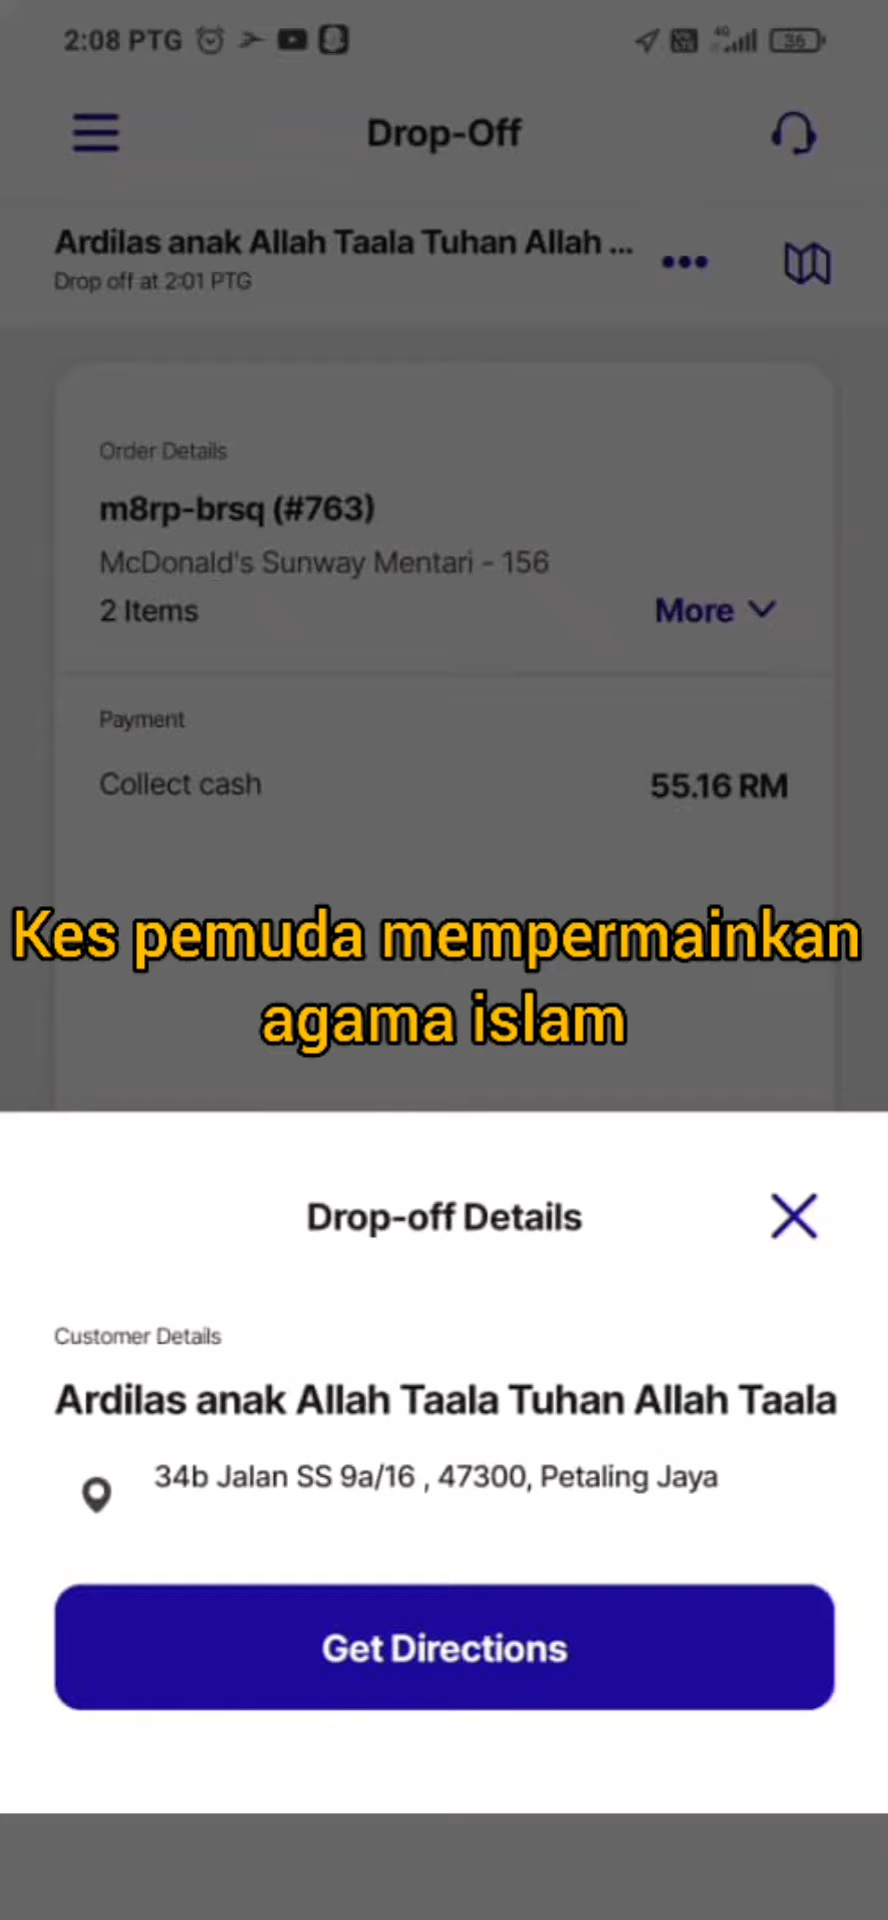 2:08 PTG
4G
36
Drop-Off
Ardilas anak Allah Taala Tuhan Allah ...
Drop off at 2:01 PTG
Order Details
m8rp-brsq (#763)
McDonald's Sunway Mentari - 156
2 Items
More
Payment
Collect cash
55.16 RM
Kes pemuda mempermainkan
agama islam
Drop-off Details
Customer Details
Ardilas anak Allah Taala Tuhan Allah Taala
34b Jalan SS 9a/16 , 47300, Petaling Jaya
Get Directions